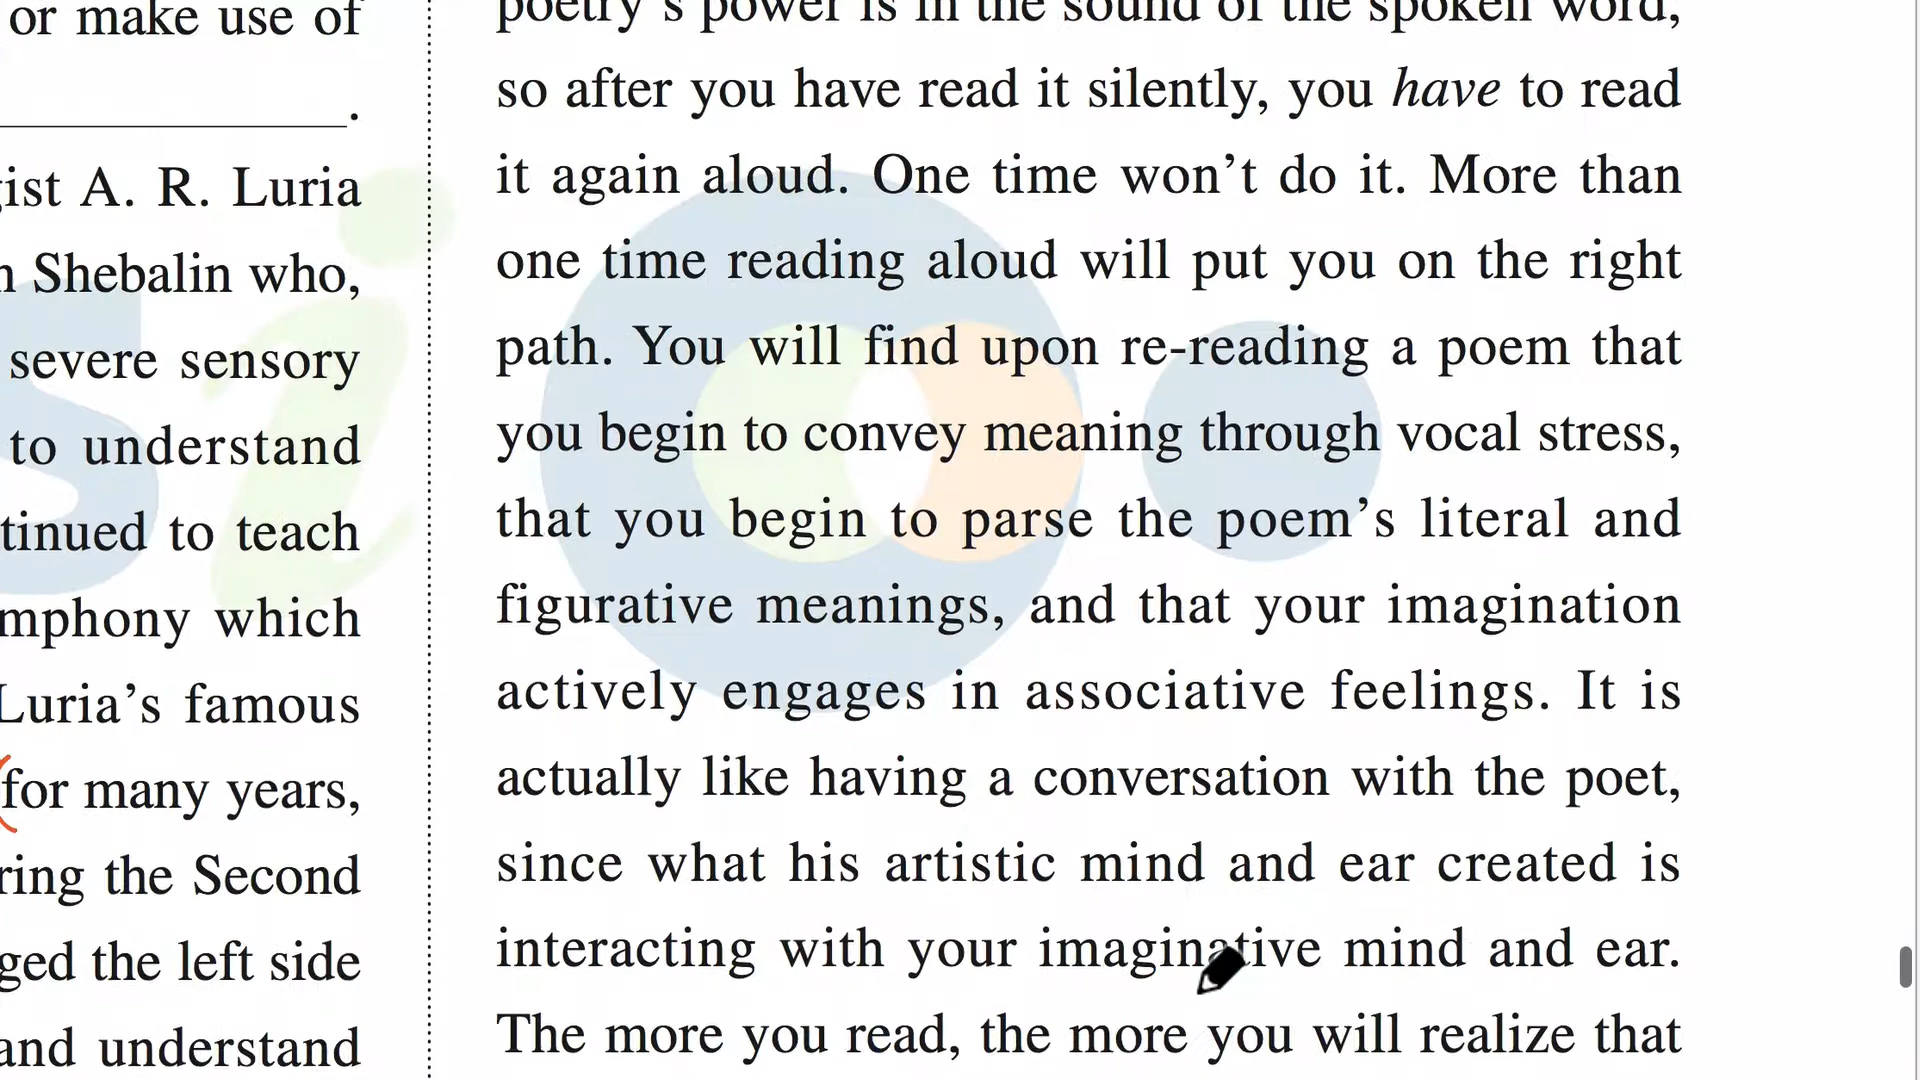 or make use of
.
gist A. R. Luria
Shebalin who,
severe sensory
to understand
tinued to teach
mphony which
Luria's famous
for many years,
ring the Second
ged the left side
and understand
poetry's power is in the sound of the spoken word,
so after you have read it silently, you have to read
it again aloud. One time won't do it. More than
one time reading aloud will put you on the right
path. You will find upon re-reading a poem that
you begin to convey meaning through vocal stress,
that you begin to parse the poem's literal and
figurative meanings, and that your imagination
actively engages in associative feelings. It is
actually like having a conversation with the poet,
since what his artistic mind and ear created is
interacting with your imaginative mind and ear.
The more you read, the more you will realize that